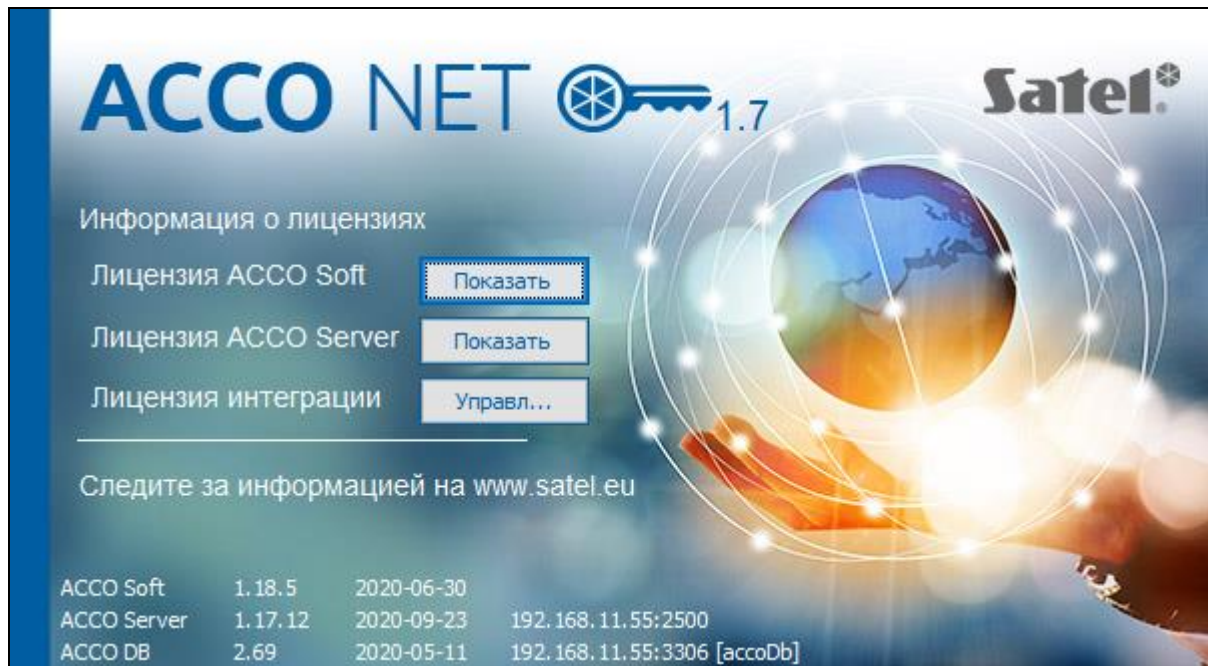 ACCO NET 1.7
Satel®
Информация о лицензиях
Лицензия ACCO Soft Показать
Лицензия ACCO Server Показать
Лицензия интеграции Управл...
Следите за информацией на www.satel.eu
ACCO Soft 1.18.5 2020-06-30
ACCO Server 1.17.12 2020-09-23 192.168.11.55:2500
ACCO DB 2.69 2020-05-11 192.168.11.55:3306 [accoDb]